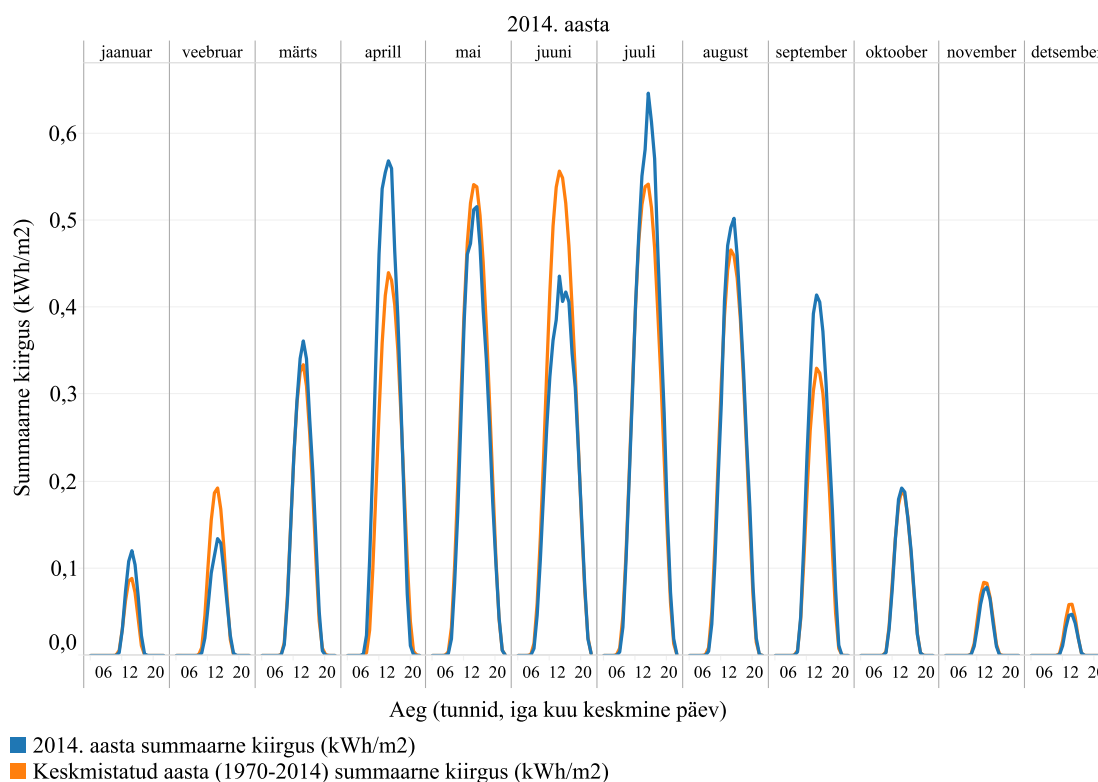 2014. aasta
jaanuar veebruar märts aprill mai juuni juuli august september oktoober november detsember
Summaarne kiirgus (kWh/m2)
0,6
0,5
0,4
0,3
0,2
0,1
0,0
06 12 20 06 12 20 06 12 20 06 12 20 06 12 20 06 12 20 06 12 20 06 12 20 06 12 20 06 12 20 06 12 20 06 12 20
Aeg (tunnid, iga kuu keskmine päev)
2014. aasta summaarne kiirgus (kWh/m2)
Keskmistatud aasta (1970-2014) summaarne kiirgus (kWh/m2)